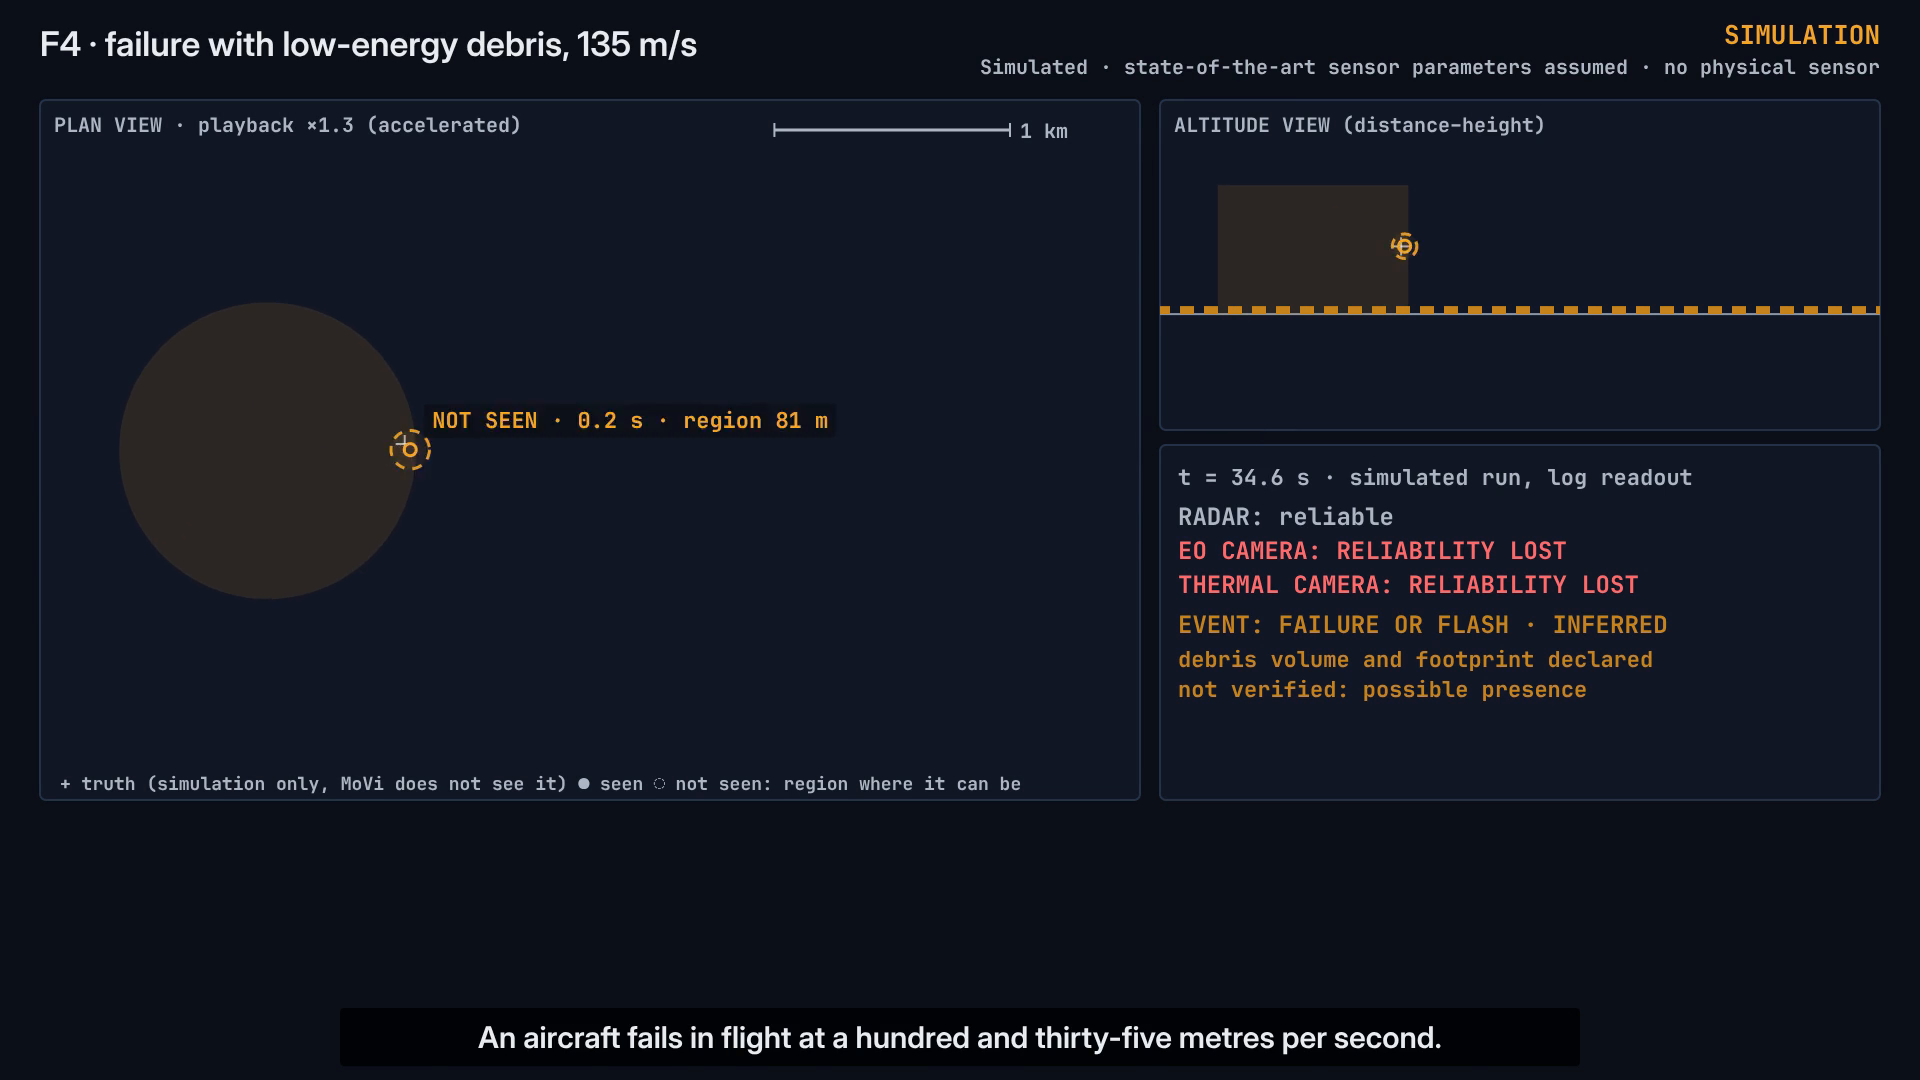 F4 · failure with low-energy debris, 135 m/s
SIMULATION
Simulated · state-of-the-art sensor parameters assumed · no physical sensor
PLAN VIEW · playback ×1.3 (accelerated)
1 km
NOT SEEN · 0.2 s · region 81 m
+ truth (simulation only, MoVi does not see it) ● seen ◌ not seen: region where it can be
ALTITUDE VIEW (distance–height)
t = 34.6 s · simulated run, log readout
RADAR: reliable
EO CAMERA: RELIABILITY LOST
THERMAL CAMERA: RELIABILITY LOST
EVENT: FAILURE OR FLASH · INFERRED
debris volume and footprint declared
not verified: possible presence
An aircraft fails in flight at a hundred and thirty-five metres per second.